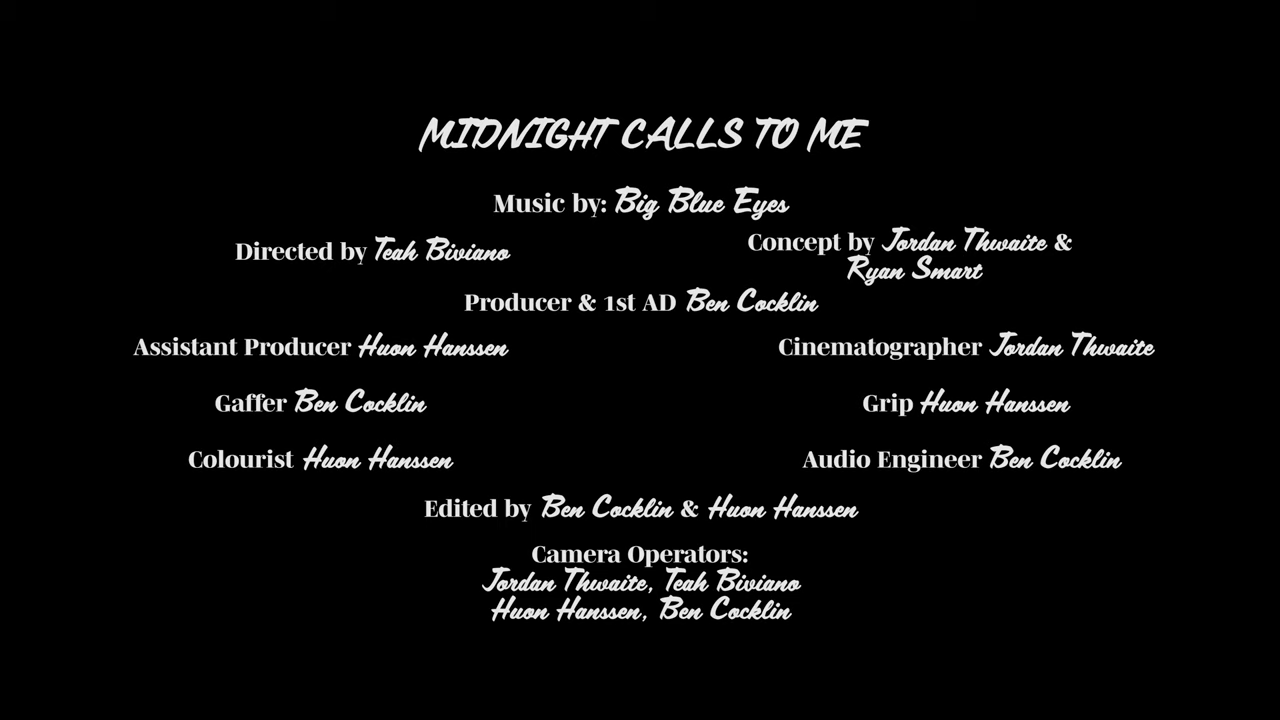 MIDNIGHT CALLS TO ME
Music by: Big Blue Eyes
Directed by Teah Biviano
Concept by Jordan Thwaite &
Ryan Smart
Producer & 1st AD Ben Cocklin
Assistant Producer Huon Hanssen
Cinematographer Jordan Thwaite
Gaffer Ben Cocklin
Grip Huon Hanssen
Colourist Huon Hanssen
Audio Engineer Ben Cocklin
Edited by Ben Cocklin & Huon Hanssen
Camera Operators:
Jordan Thwaite, Teah Biviano
Huon Hanssen, Ben Cocklin